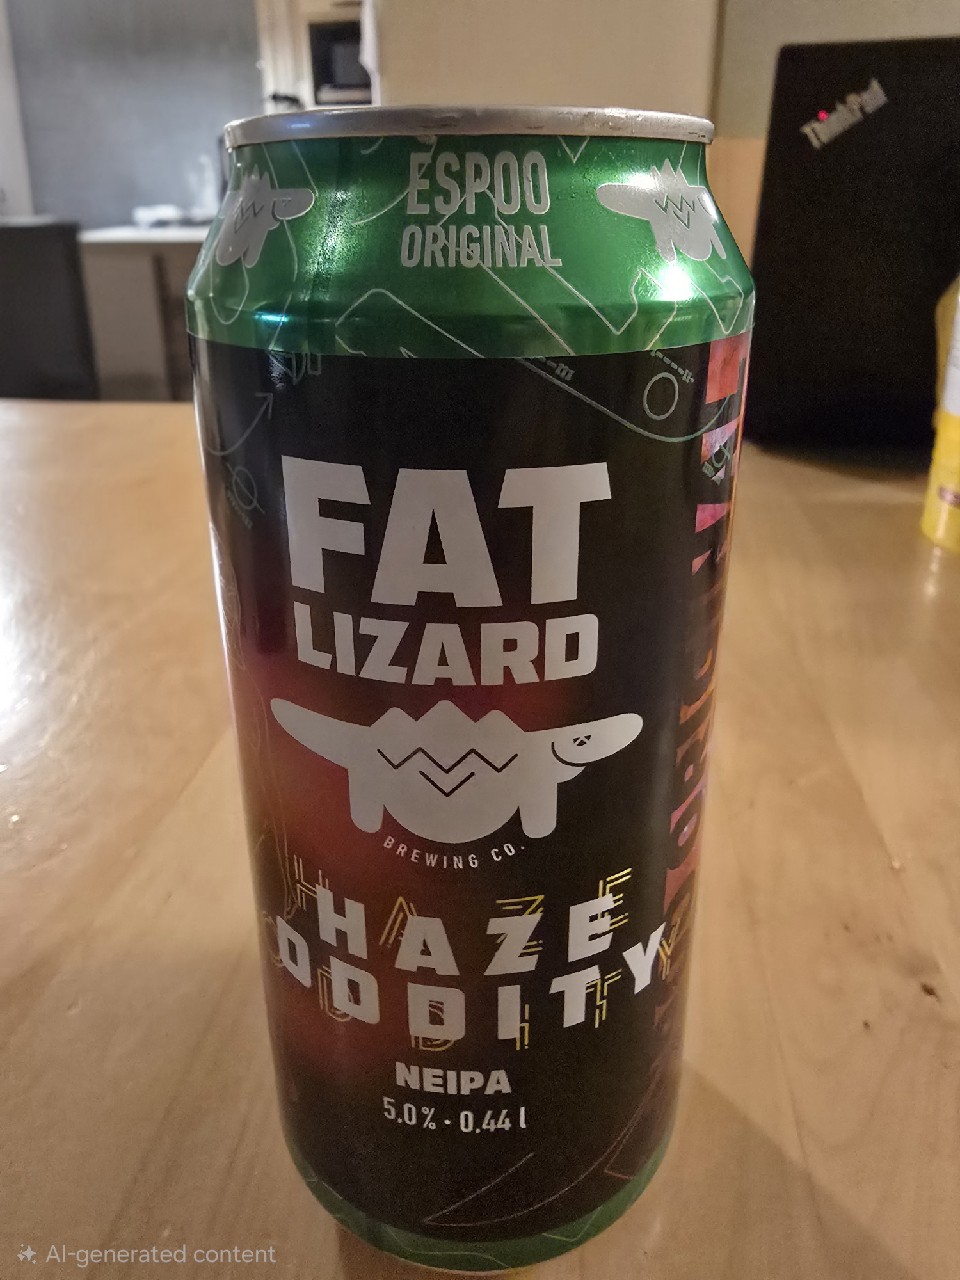 ThinkPad
ESPOO
ORIGINAL
FAT
LIZARD
BREWING CO.
HAZE
ODDITY
NEIPA
5.0% · 0.44 l
AI-generated content